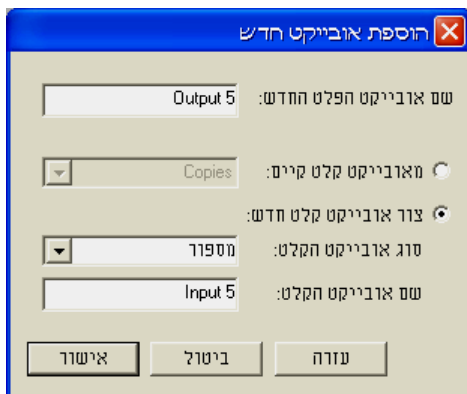 הוספת אובייקט חדש
שם אובייקט הפלט החדש: Output 5
מאובייקט קלט קיים: Copies
צור אובייקט קלט חדש:
סוג אובייקט הקלט: מספור
שם אובייקט הקלט: Input 5
עזרה ביטול אישור